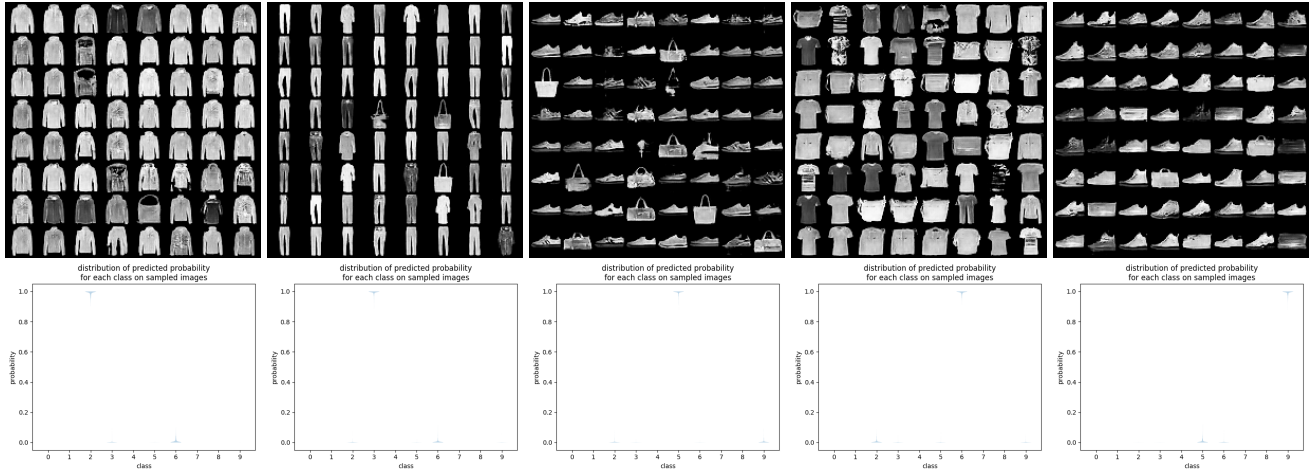 distribution of predicted probability
for each class on sampled images
1.0
0.8
0.6
0.4
0.2
0.0
probability
0 1 2 3 4 5 6 7 8 9
class
distribution of predicted probability
for each class on sampled images
1.0
0.8
0.6
0.4
0.2
0.0
probability
0 1 2 3 4 5 6 7 8 9
class
distribution of predicted probability
for each class on sampled images
1.0
0.8
0.6
0.4
0.2
0.0
probability
0 1 2 3 4 5 6 7 8 9
class
distribution of predicted probability
for each class on sampled images
1.0
0.8
0.6
0.4
0.2
0.0
probability
0 1 2 3 4 5 6 7 8 9
class
distribution of predicted probability
for each class on sampled images
1.0
0.8
0.6
0.4
0.2
0.0
probability
0 1 2 3 4 5 6 7 8 9
class